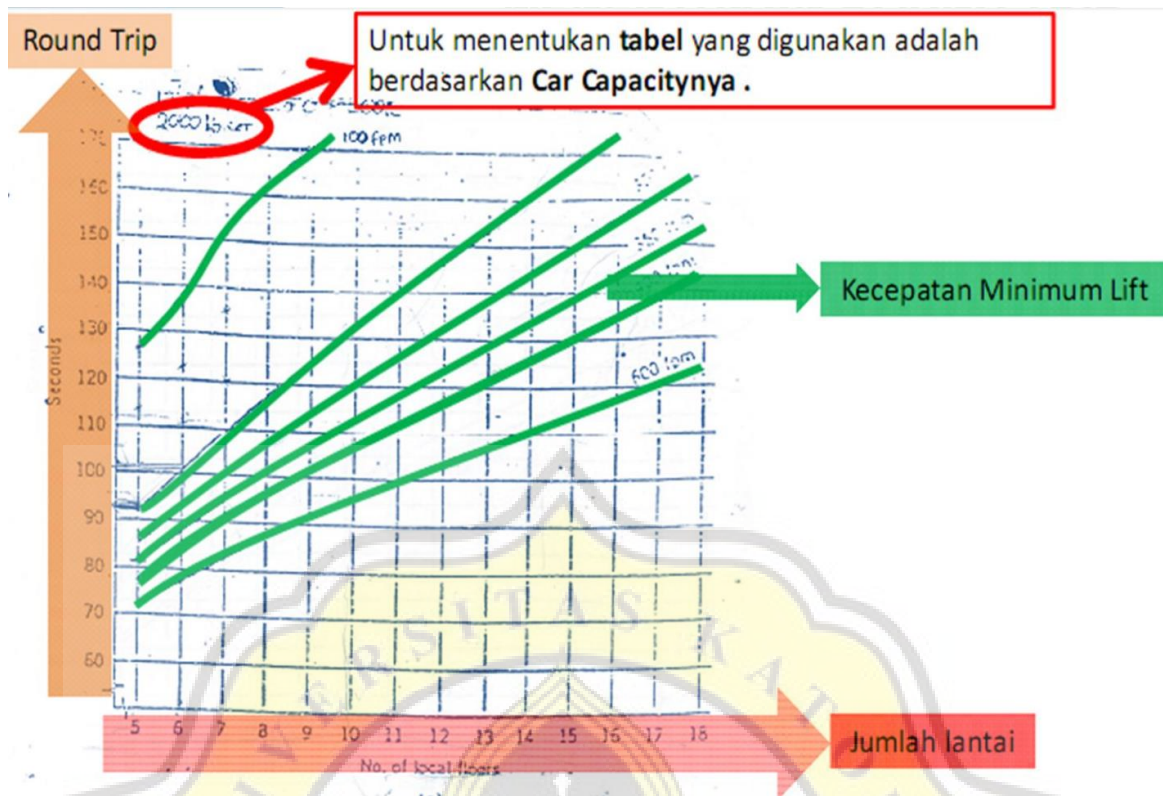 Round Trip
Untuk menentukan tabel yang digunakan adalah
berdasarkan Car Capacitynya .
2000 lb car
100 fpm
170
160
150
140
130
120
110
100
90
80
70
60
Seconds
600 fpm
Kecepatan Minimum Lift
5 6 7 8 9 10 11 12 13 14 15 16 17 18
No. of local floors
Jumlah lantai
UNIVERSITAS KATO